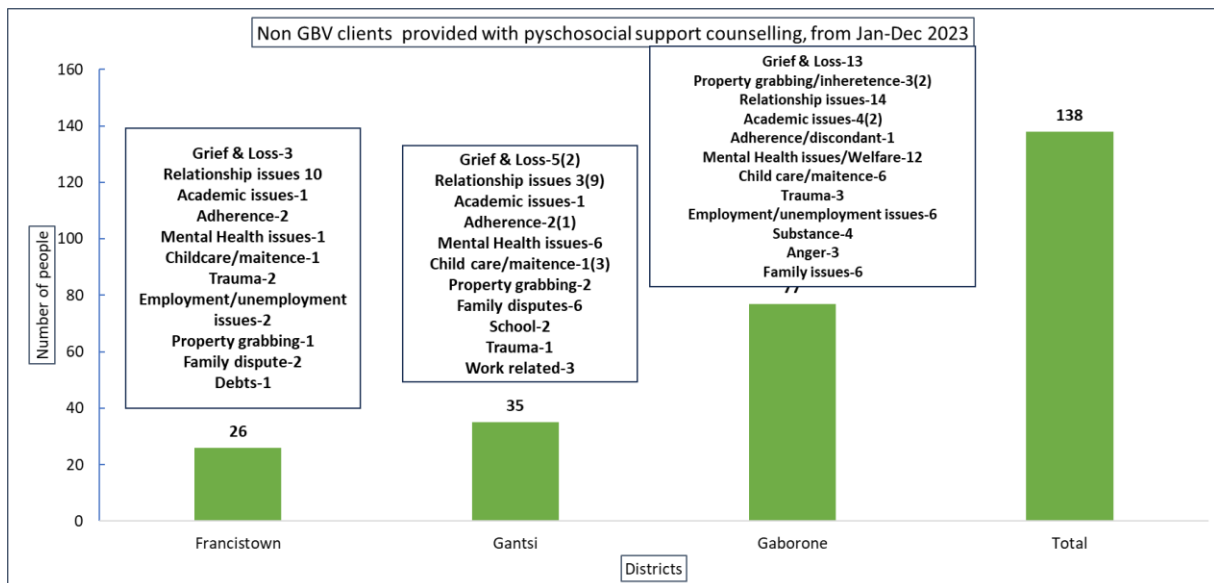 Non GBV clients provided with pyschosocial support counselling, from Jan-Dec 2023
Number of people
160
140
120
100
80
60
40
20
0
Grief & Loss-3
Relationship issues 10
Academic issues-1
Adherence-2
Mental Health issues-1
Childcare/maitence-1
Trauma-2
Employment/unemployment
issues-2
Property grabbing-1
Family dispute-2
Debts-1
26
Grief & Loss-5(2)
Relationship issues 3(9)
Academic issues-1
Adherence-2(1)
Mental Health issues-6
Child care/maitence-1(3)
Property grabbing-2
Family disputes-6
School-2
Trauma-1
Work related-3
35
Grief & Loss-13
Property grabbing/inheretence-3(2)
Relationship issues-14
Academic issues-4(2)
Adherence/discondant-1
Mental Health issues/Welfare-12
Child care/maitence-6
Trauma-3
Employment/unemployment issues-6
Substance-4
Anger-3
Family issues-6
77
138
Francistown
Gantsi
Gaborone
Total
Districts